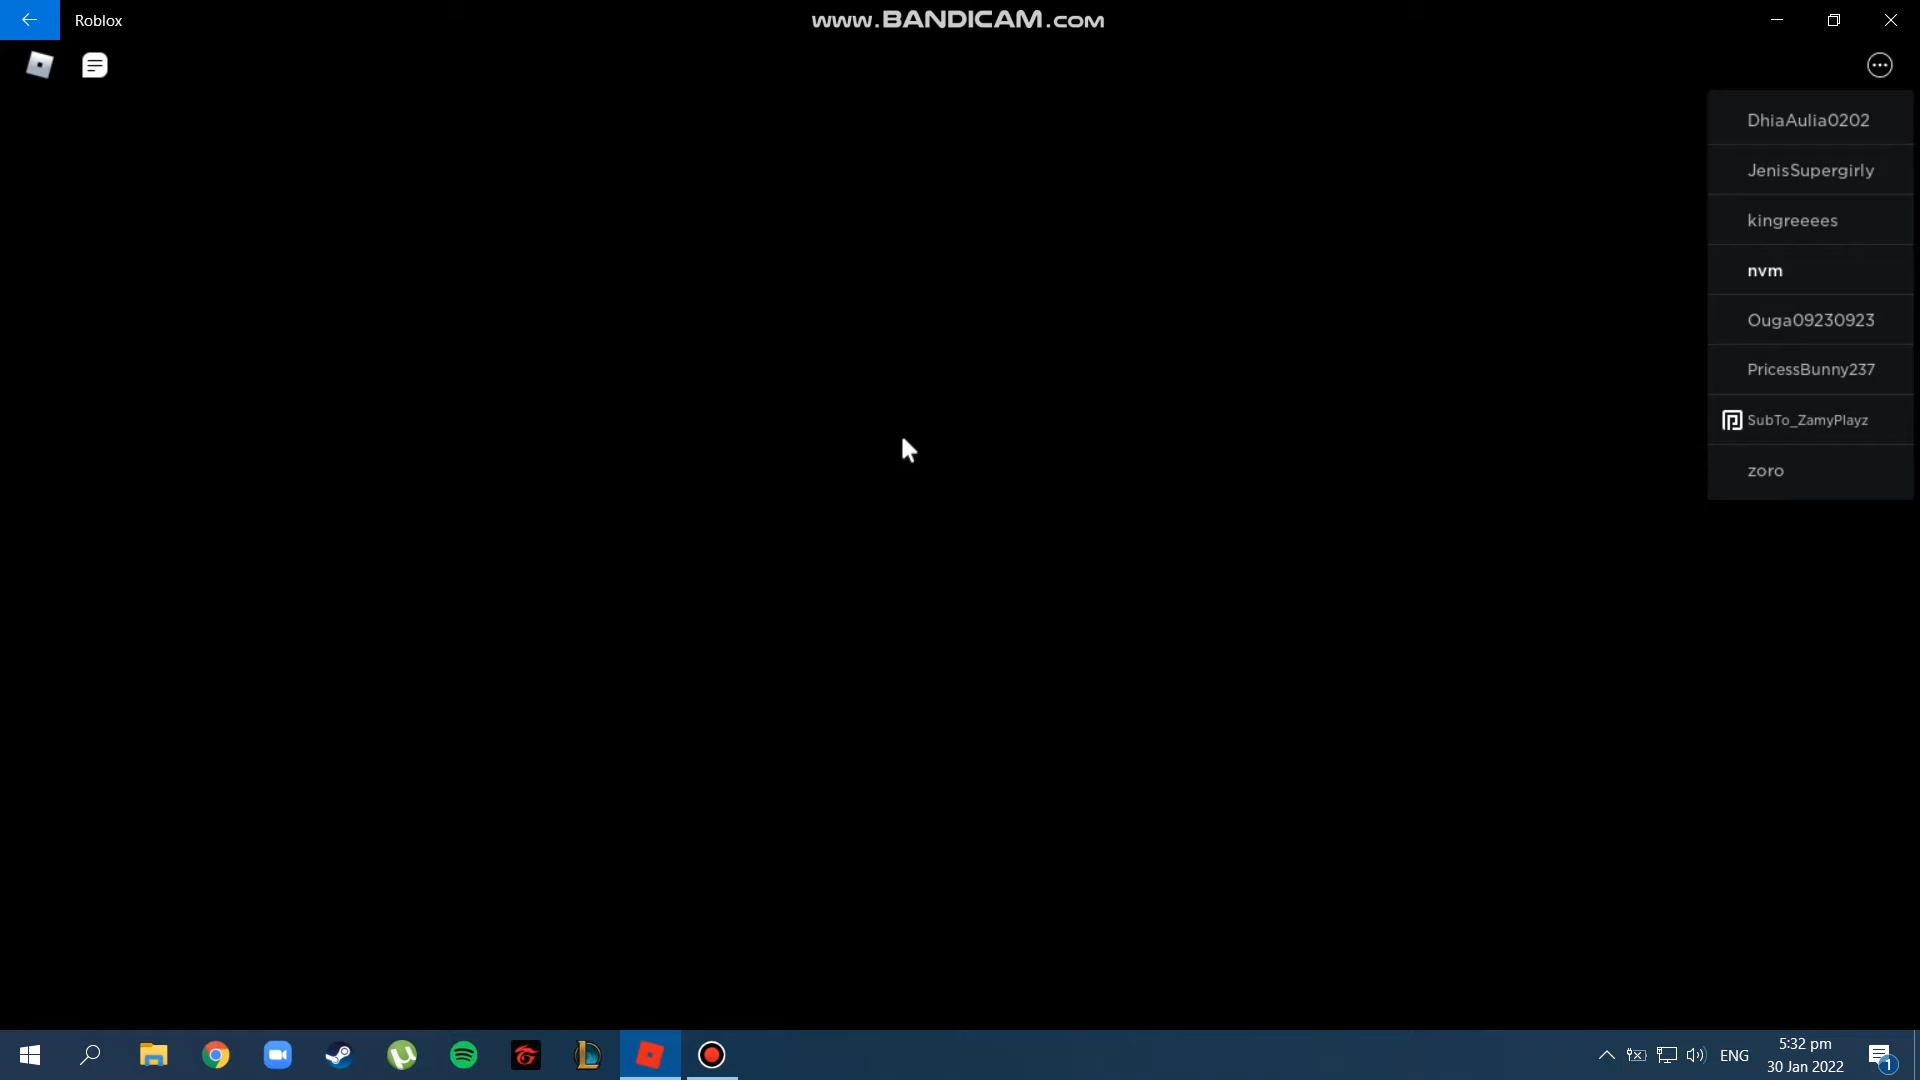 Roblox
www.BANDICAM.com
DhiaAulia0202
JenisSupergirly
kingreeees
nvm
Ouga09230923
PricessBunny237
SubTo_ZamyPlayz
zoro
ENG
5:32 pm
30 Jan 2022
1